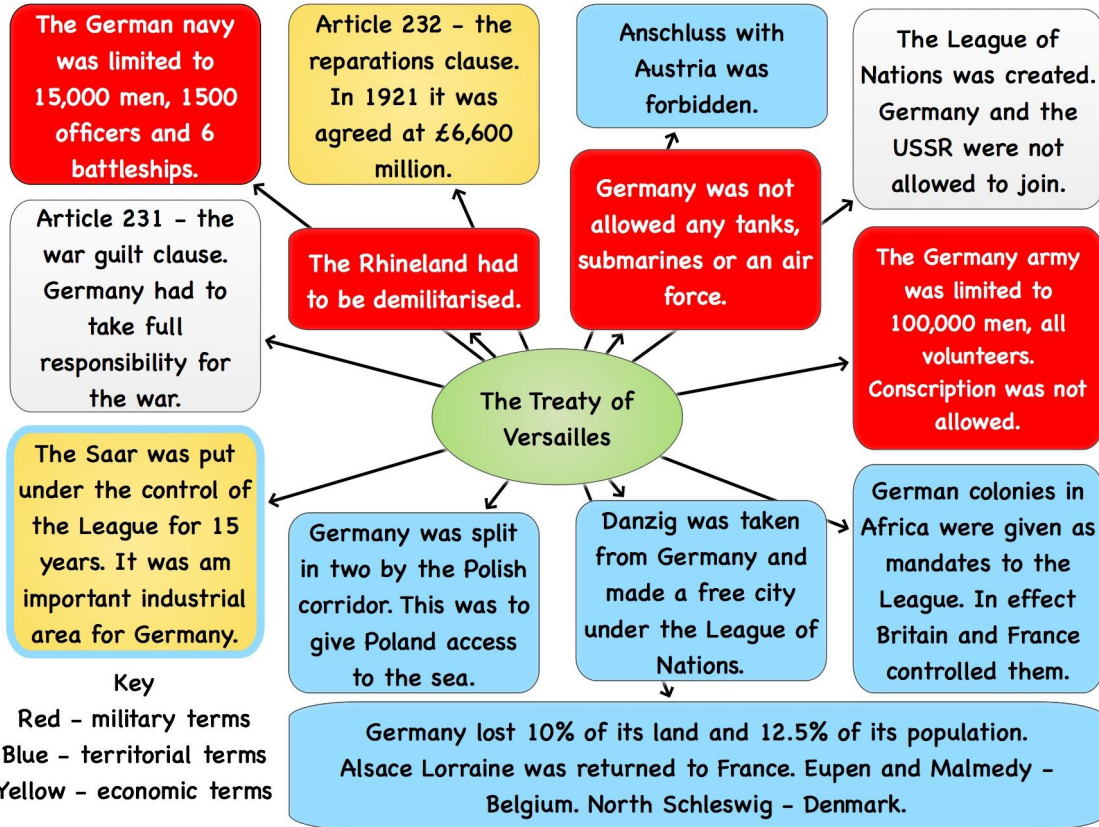 The German navy
was limited to
15,000 men, 1500
officers and 6
battleships.
Article 232 – the
reparations clause.
In 1921 it was
agreed at £6,600
million.
Anschluss with
Austria was
forbidden.
The League of
Nations was created.
Germany and the
USSR were not
allowed to join.
Article 231 – the
war guilt clause.
Germany had to
take full
responsibility for
the war.
The Rhineland had
to be demilitarised.
Germany was not
allowed any tanks,
submarines or an air
force.
The Germany army
was limited to
100,000 men, all
volunteers.
Conscription was not
allowed.
The Treaty of
Versailles
The Saar was put
under the control of
the League for 15
years. It was am
important industrial
area for Germany.
Germany was split
in two by the Polish
corridor. This was to
give Poland access
to the sea.
Danzig was taken
from Germany and
made a free city
under the League of
Nations.
German colonies in
Africa were given as
mandates to the
League. In effect
Britain and France
controlled them.
Key
Red – military terms
Blue – territorial terms
Yellow – economic terms
Germany lost 10% of its land and 12.5% of its population.
Alsace Lorraine was returned to France. Eupen and Malmedy –
Belgium. North Schleswig – Denmark.